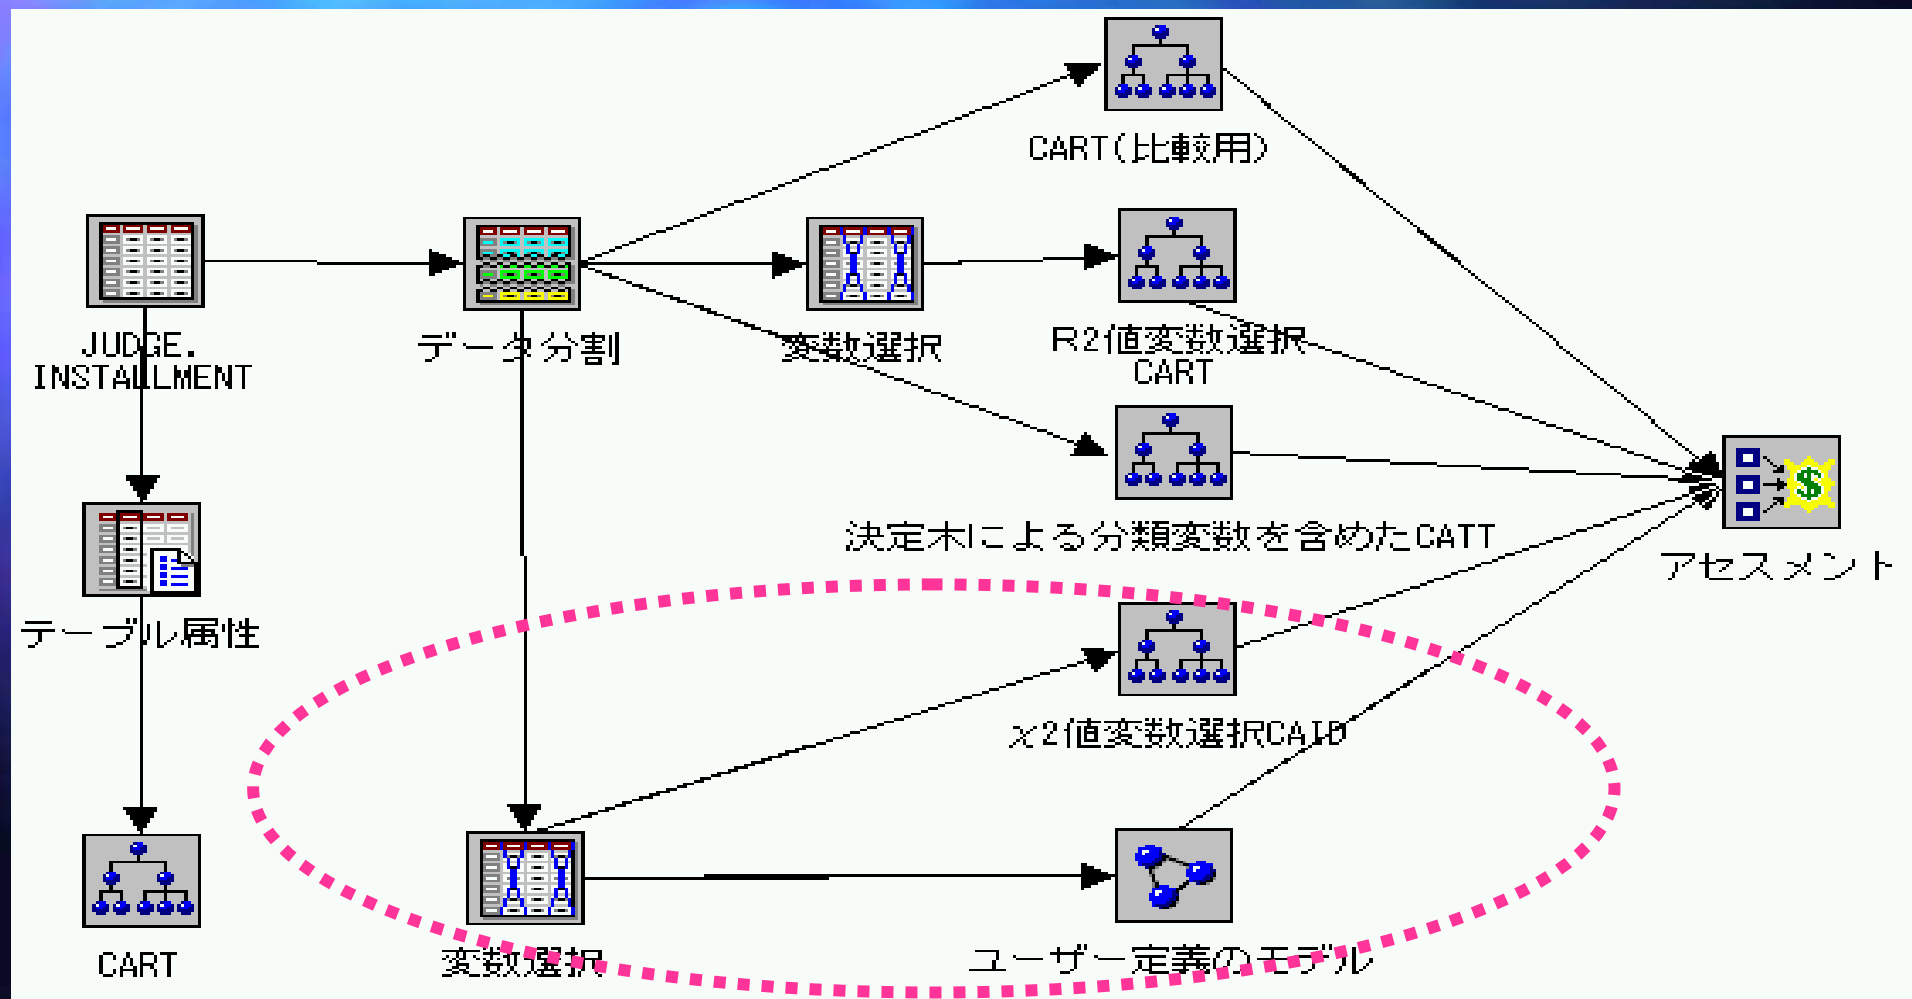 CART(比較用)
JUDGE.
INSTALLMENT
データ分割
変数選択
R2値変数選択
CART
決定木による分類変数を含めたCATT
アセスメント
テーブル属性
χ2値変数選択CAID
CART
変数選択
ユーザー定義のモデル